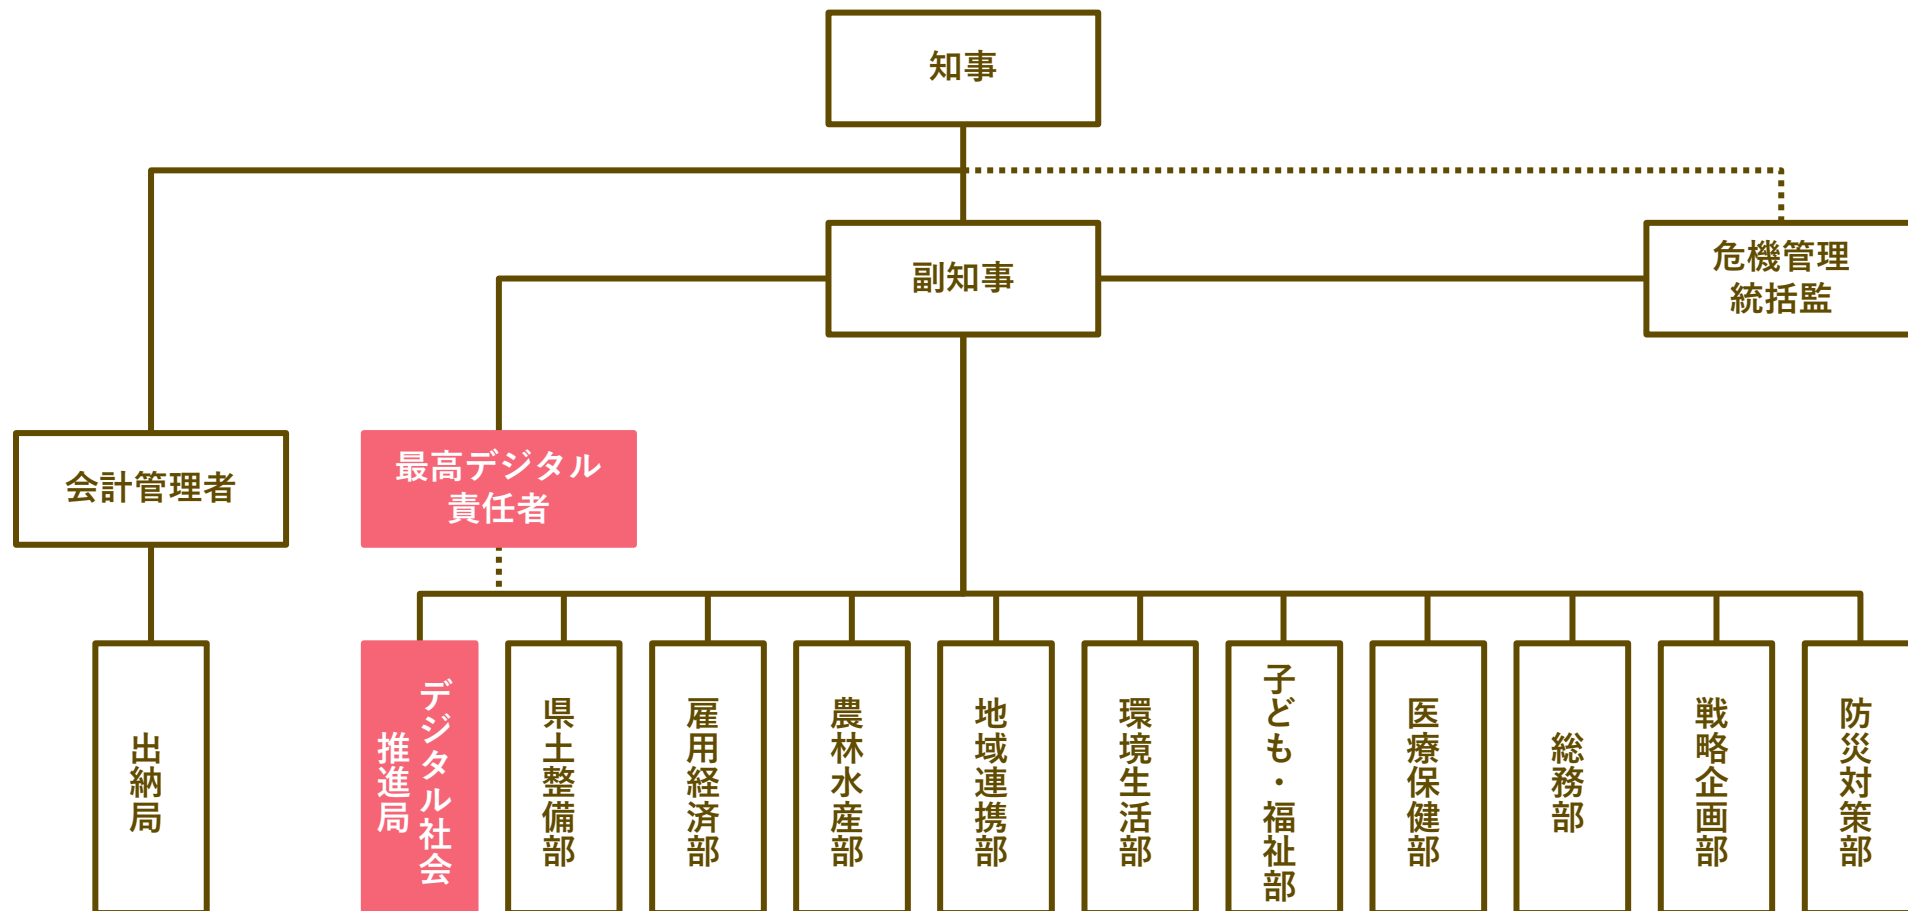 知事
副知事
危機管理
統括監
会計管理者
最高デジタル
責任者
出納局
デジタル社会
推進局
県土整備部
雇用経済部
農林水産部
地域連携部
環境生活部
子ども・福祉部
医療保健部
総務部
戦略企画部
防災対策部